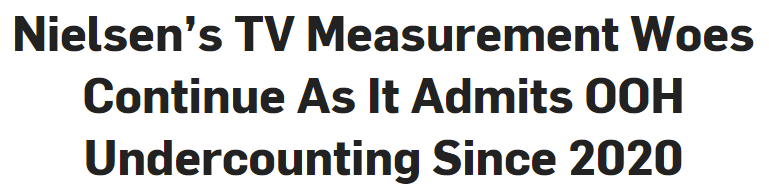 Nielsen’s TV Measurement Woes
Continue As It Admits OOH
Undercounting Since 2020